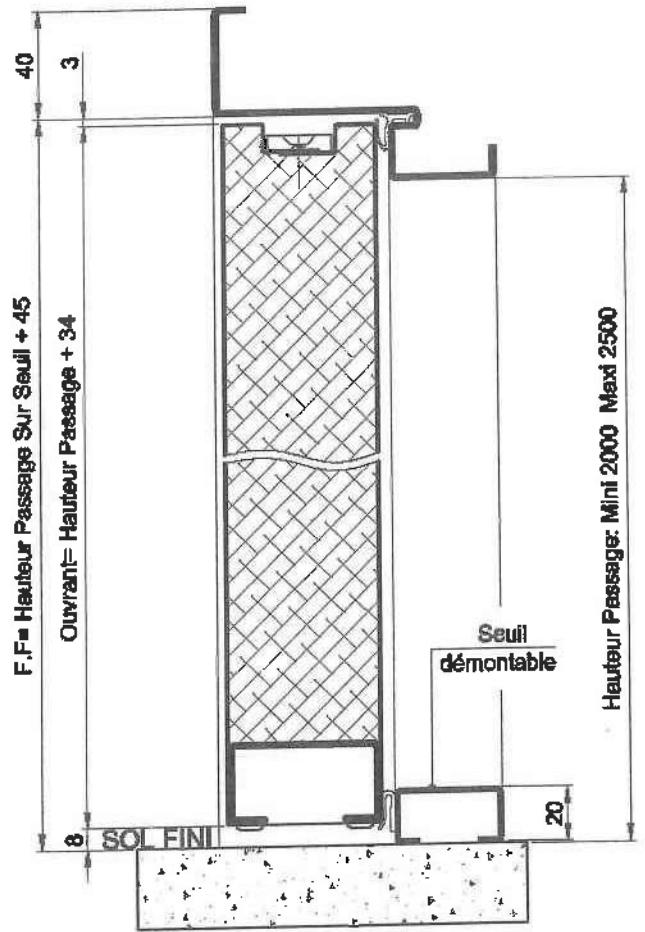 40
3
F.F= Hauteur Passage Sur Seuil + 45
Ouvrant= Hauteur Passage + 34
Hauteur Passage: Mini 2000 Maxi 2500
Seuil
démontable
20
8
SOL FINI